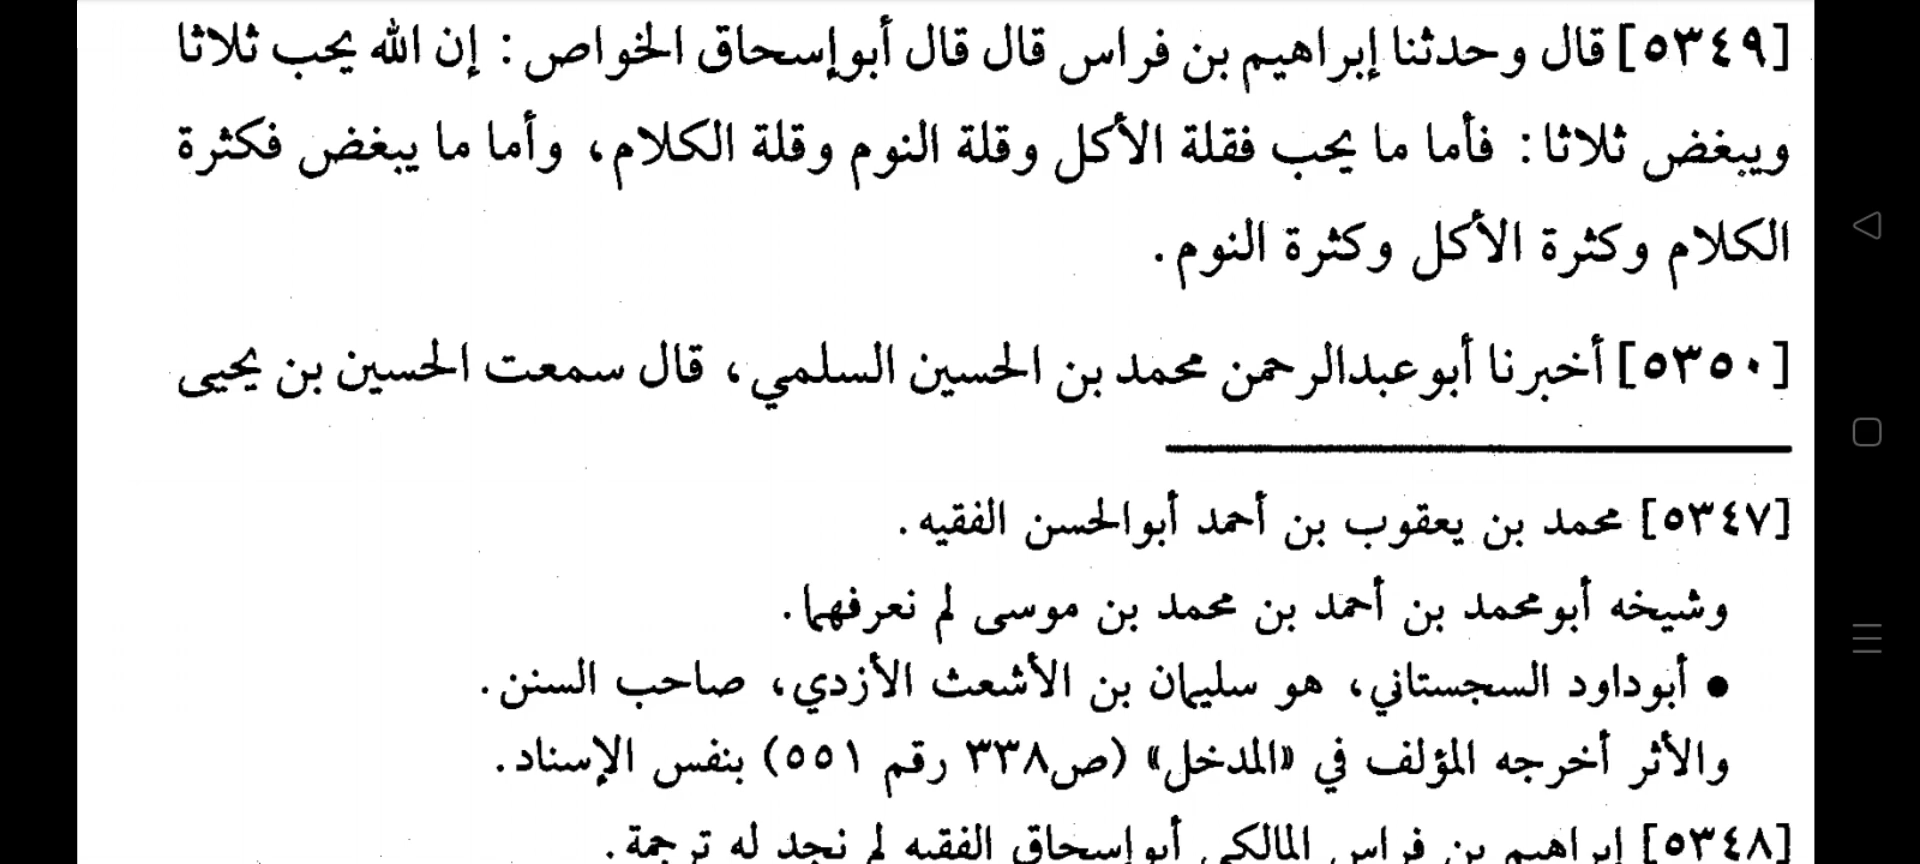 [٥٣٤٩] قال وحدثنا إبراهيم بن فراس قال قال أبوإسحاق الخواص : إن الله يحب ثلاثا
ويبغض ثلاثا : فأما ما يحب فقلة الأكل وقلة النوم وقلة الكلام، وأما ما يبغض فكثرة
الكلام وكثرة الأكل وكثرة النوم .
[٥٣٥٠] أخبرنا أبوعبدالرحمن محمد بن الحسين السلمي، قال سمعت الحسين بن يحيى
[٥٣٤٧] محمد بن يعقوب بن أحمد أبوالحسن الفقيه .
وشيخه أبومحمد بن أحمد بن محمد بن موسى لم نعرفهما .
• أبوداود السجستاني، هو سليمان بن الأشعث الأزدي، صاحب السنن .
والأثر أخرجه المؤلف في «المدخل» (ص٣٣٨ رقم ٥٥١) بنفس الإسناد .
[٥٣٤٨] إبراهيم بن فراس المالكي أبوإسحاق الفقيه لم نجد له ترجمة .